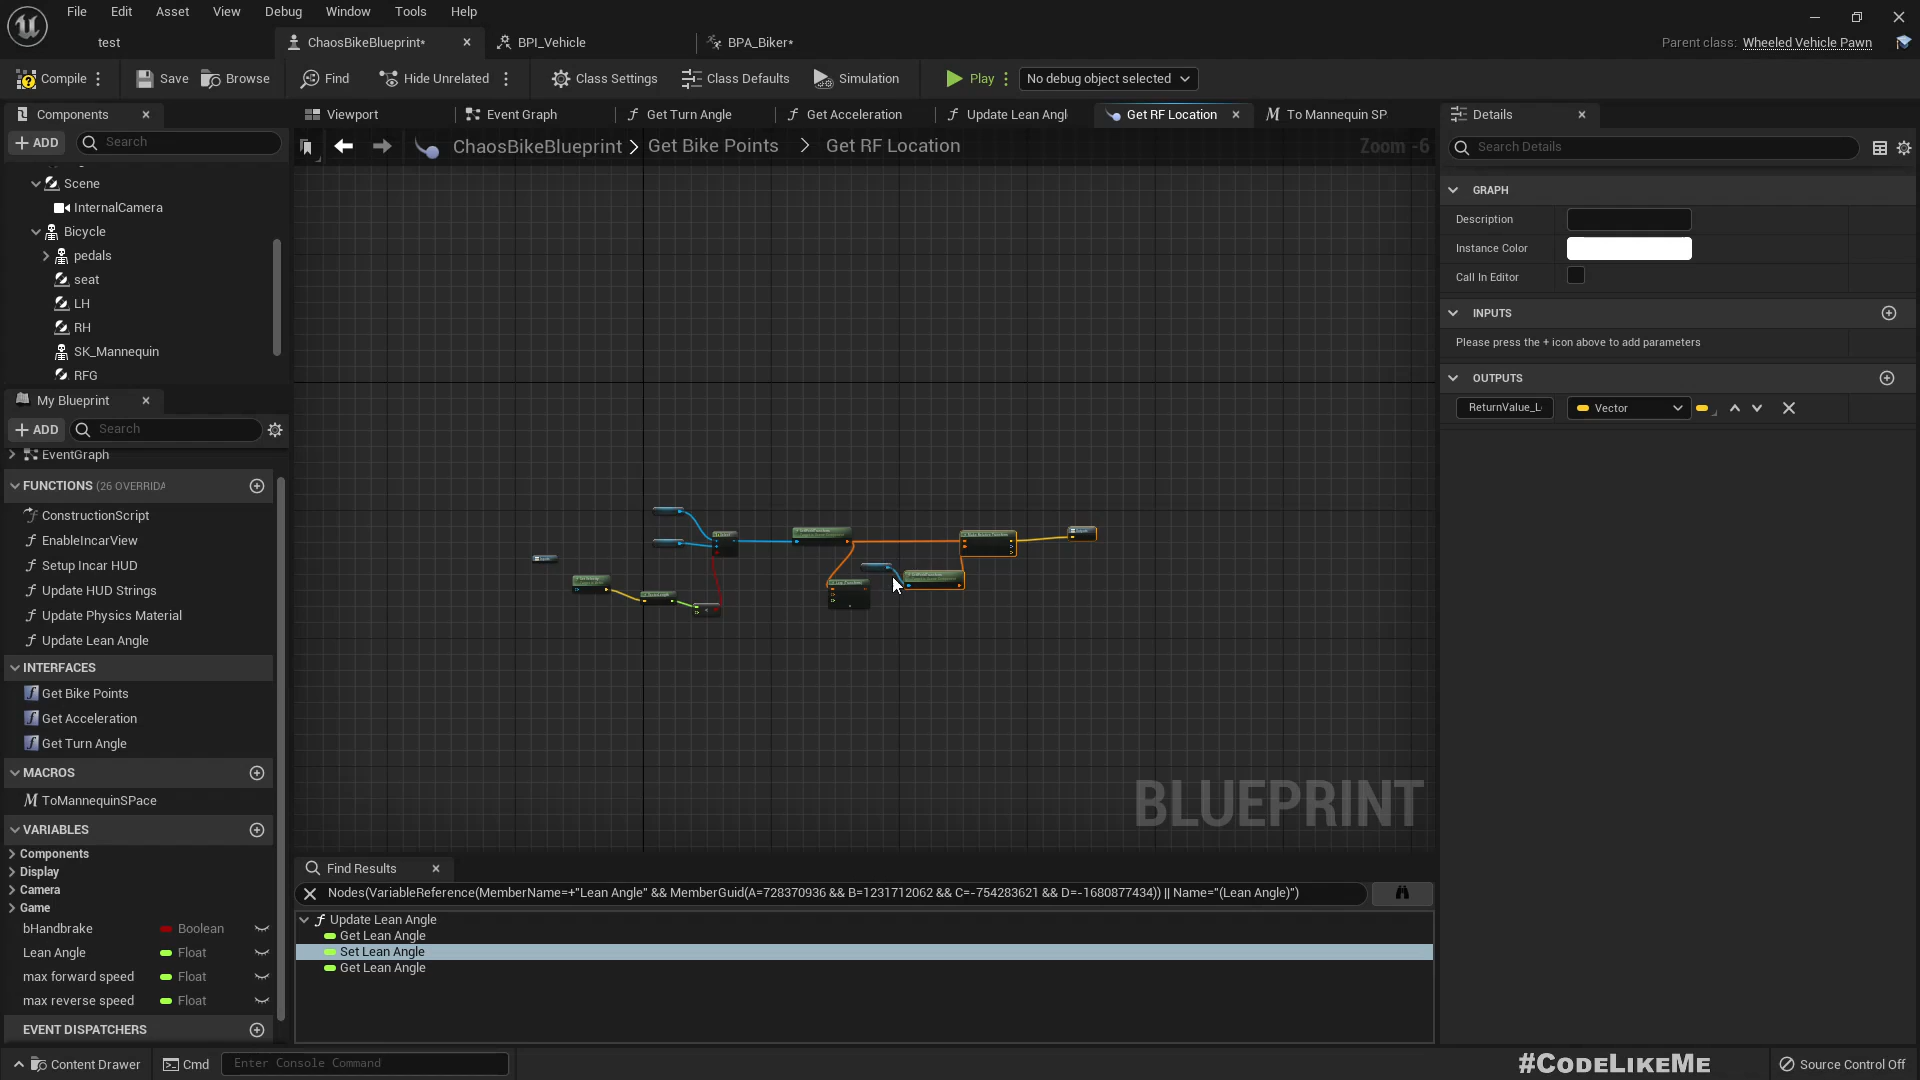 File Edit Asset View Debug Window Tools Help
test
ChaosBikeBlueprint*
BPI_Vehicle
BPA_Biker*
Parent class: Wheeled Vehicle Pawn
Compile
Save
Browse
Find
Hide Unrelated
Class Settings
Class Defaults
Simulation
Play
No debug object selected
Components
ADD
Search
Scene
InternalCamera
Bicycle
pedals
seat
LH
RH
SK_Mannequin
RFG
My Blueprint
ADD
Search
EventGraph
FUNCTIONS (26 OVERRIDA
ConstructionScript
EnableIncarView
Setup Incar HUD
Update HUD Strings
Update Physics Material
Update Lean Angle
INTERFACES
Get Bike Points
Get Acceleration
Get Turn Angle
MACROS
ToMannequinSPace
VARIABLES
Components
Display
Camera
Game
bHandbrake Boolean
Lean Angle Float
max forward speed Float
max reverse speed Float
EVENT DISPATCHERS
Viewport
Event Graph
Get Turn Angle
Get Acceleration
Update Lean Angl
Get RF Location
To Mannequin SP
ChaosBikeBlueprint > Get Bike Points > Get RF Location
Zoom -6
BLUEPRINT
Find Results
Nodes(VariableReference(MemberName=+"Lean Angle" && MemberGuid(A=728370936 && B=1231712062 && C=-754283621 && D=-1680877434)) || Name="(Lean Angle)")
Update Lean Angle
Get Lean Angle
Set Lean Angle
Get Lean Angle
Details
Search Details
GRAPH
Description
Instance Color
Call In Editor
INPUTS
Please press the + icon above to add parameters
OUTPUTS
ReturnValue_L
Vector
Content Drawer
Cmd
Enter Console Command
#CODELIKEME
Source Control Off